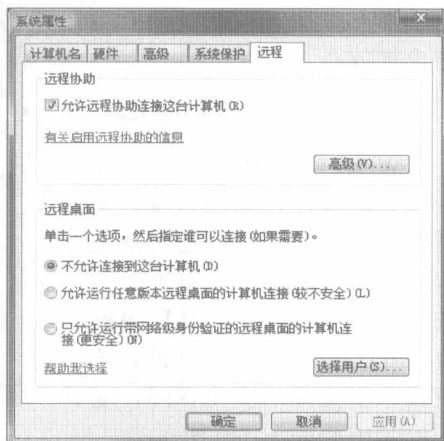 系统属性
计算机名 硬件 高级 系统保护 远程
远程协助
允许远程协助连接这台计算机(R)
有关启用远程协助的信息
高级(V)...
远程桌面
单击一个选项，然后指定谁可以连接(如果需要)。
不允许连接到这台计算机(D)
允许运行任意版本远程桌面的计算机连接(较不安全)(L)
只允许运行带网络级身份验证的远程桌面的计算机连
接(更安全)(N)
帮助我选择
选择用户(S)...
确定 取消 应用(A)